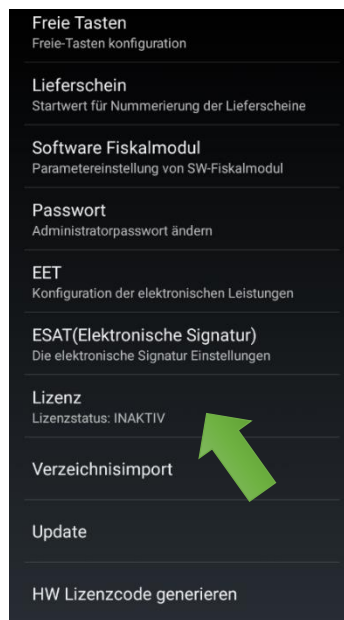 Freie Tasten
Freie-Tasten konfiguration
Lieferschein
Startwert für Nummerierung der Lieferscheine
Software Fiskalmodul
Parametereinstellung von SW-Fiskalmodul
Passwort
Administratorpasswort ändern
EET
Konfiguration der elektronischen Leistungen
ESAT(Elektronische Signatur)
Die elektronische Signatur Einstellungen
Lizenz
Lizenzstatus: INAKTIV
Verzeichnisimport
Update
HW Lizenzcode generieren